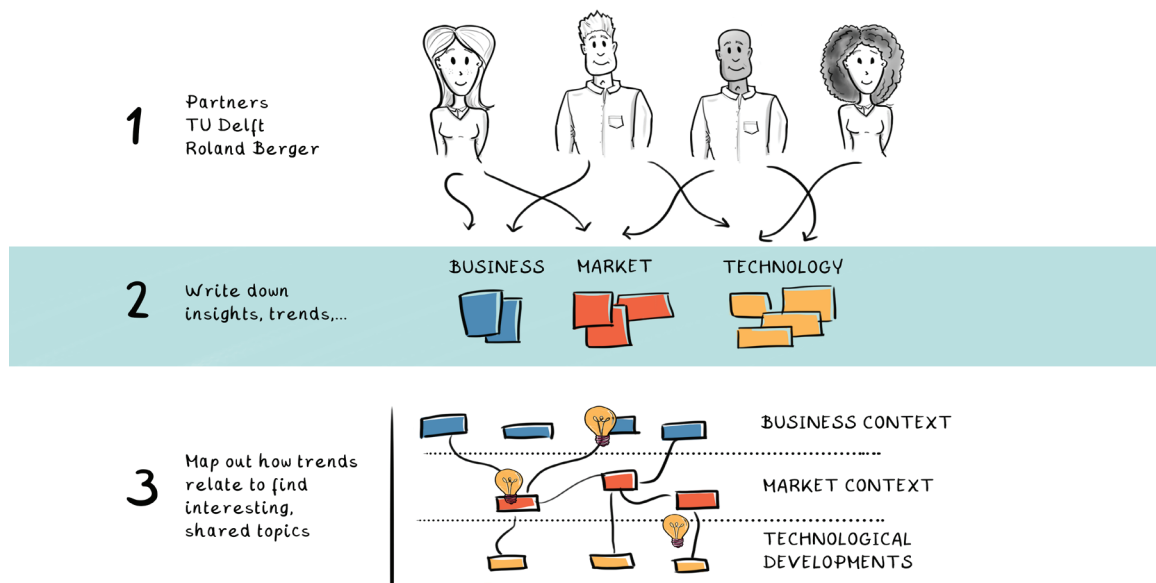 1
Partners
TU Delft
Roland Berger
2
Write down
insights, trends,...
BUSINESS
MARKET
TECHNOLOGY
3
Map out how trends
relate to find
interesting,
shared topics
BUSINESS CONTEXT
MARKET CONTEXT
TECHNOLOGICAL
DEVELOPMENTS